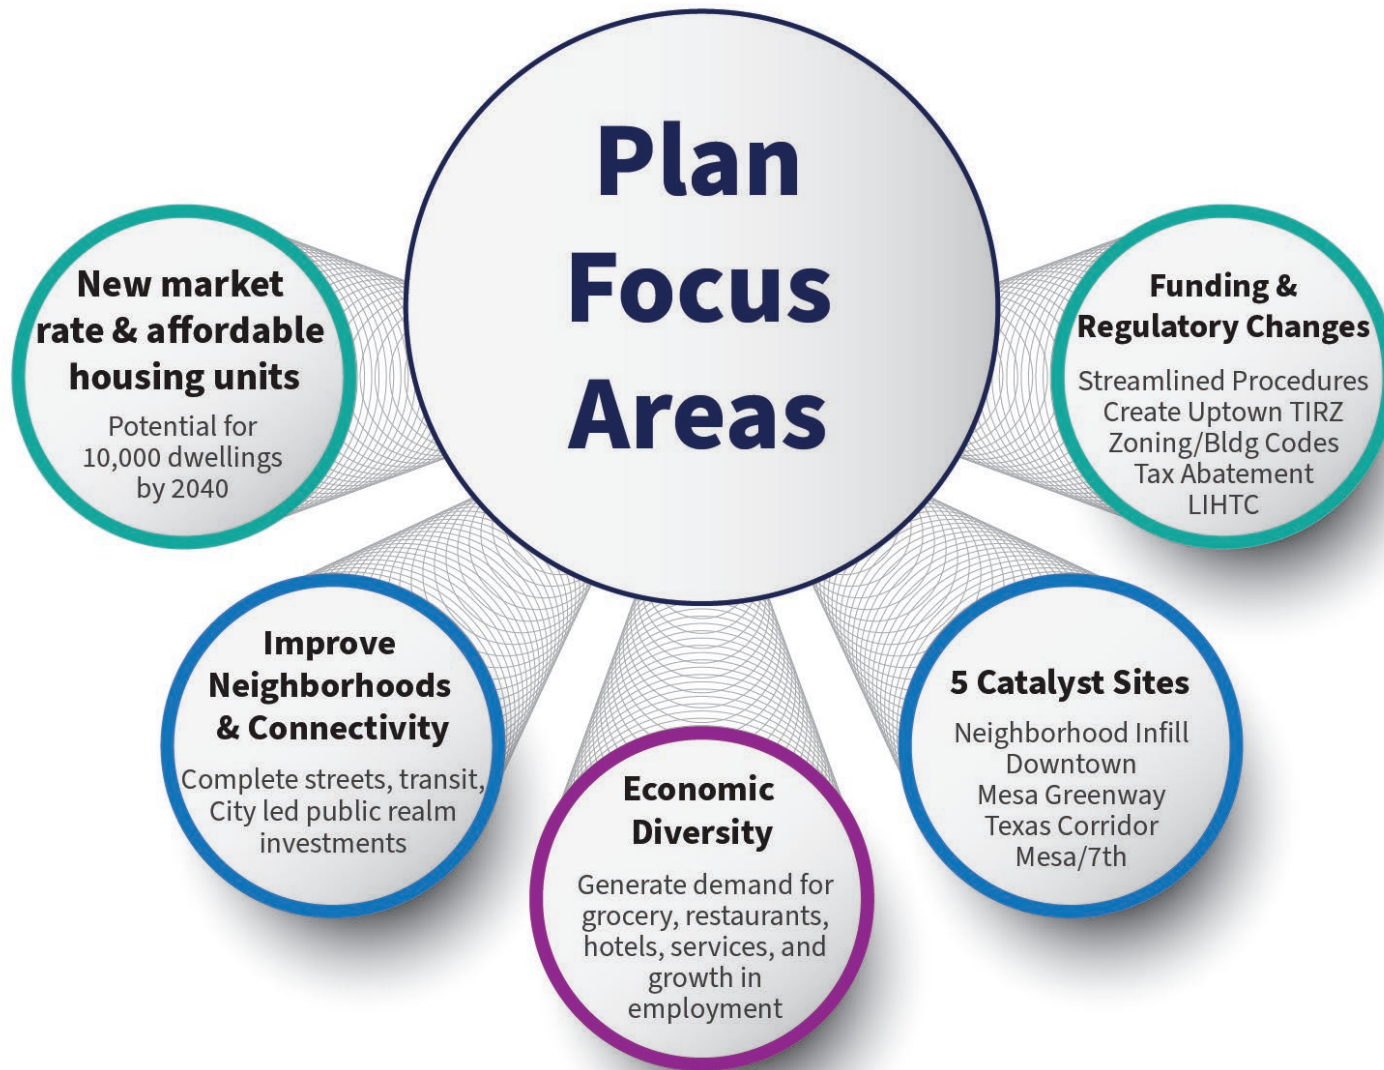 Plan
Focus
Areas
New market
rate & affordable
housing units
Potential for
10,000 dwellings
by 2040
Improve
Neighborhoods
& Connectivity
Complete streets, transit,
City led public realm
investments
Economic
Diversity
Generate demand for
grocery, restaurants,
hotels, services, and
growth in
employment
5 Catalyst Sites
Neighborhood Infill
Downtown
Mesa Greenway
Texas Corridor
Mesa/7th
Funding &
Regulatory Changes
Streamlined Procedures
Create Uptown TIRZ
Zoning/Bldg Codes
Tax Abatement
LIHTC